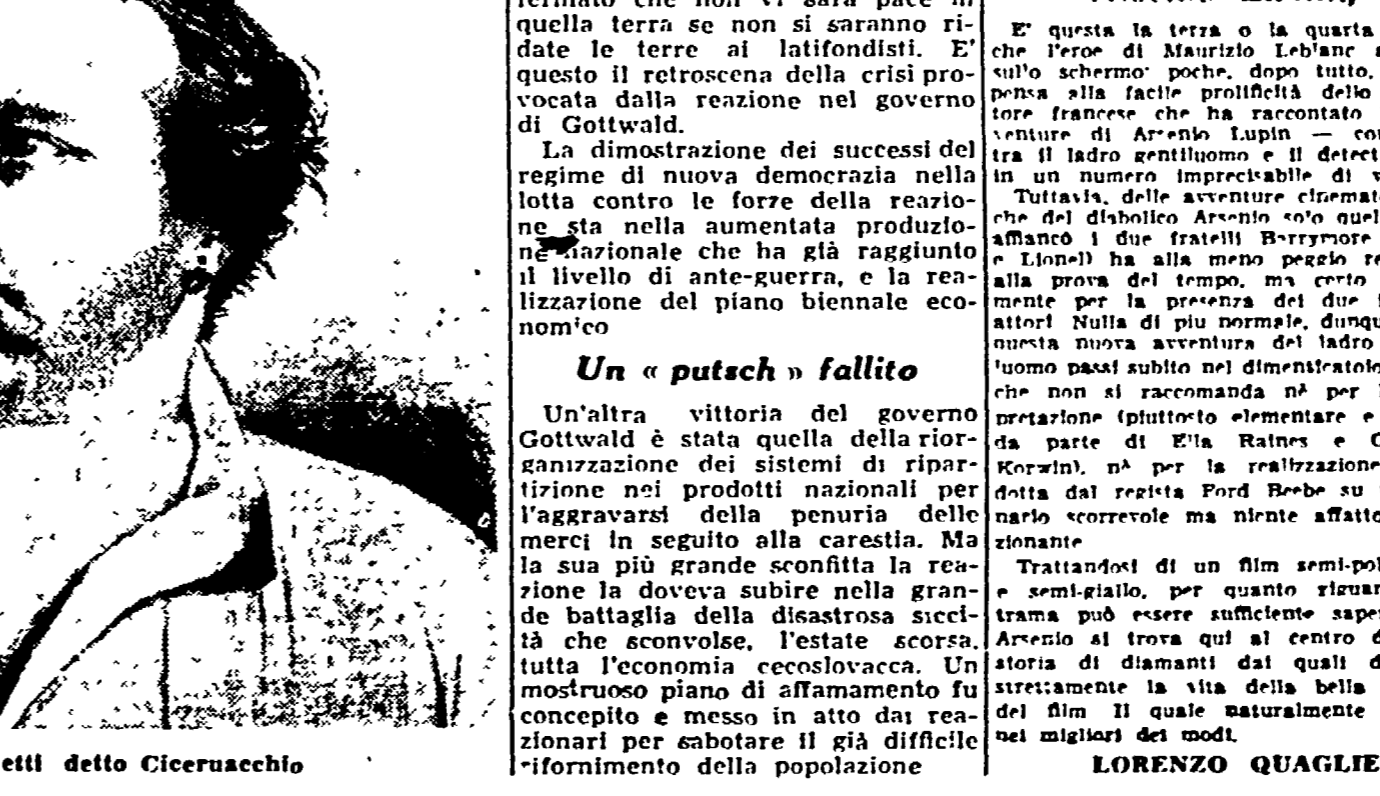 etti detto Ciceruacchio
quella terra se non si saranno ri-
date le terre ai latifondisti. E'
questo il retroscena della crisi pro-
vocata dalla reazione nel governo
di Gottwald.
La dimostrazione dei successi del
regime di nuova democrazia nella
lotta contro le forze della reazio-
ne sta nella aumentata produzio-
ne nazionale che ha già raggiunto
il livello di ante-guerra, e la rea-
lizzazione del piano biennale eco-
nomico
Un « putsch » fallito
Un'altra vittoria del governo
Gottwald è stata quella della rior-
ganizzazione dei sistemi di ripar-
tizione nei prodotti nazionali per
l'aggravarsi della penuria delle
merci in seguito alla carestia. Ma
la sua più grande sconfitta la rea-
zione la doveva subire nella gran-
de battaglia della disastrosa sicci-
tà che sconvolse, l'estate scorsa,
tutta l'economia cecoslovacca. Un
mostruoso piano di affamamento fu
concepito e messo in atto dai rea-
zionari per sabotare il già difficile
rifornimento della popolazione
E' questa la terza o la quarta
che l'eroe di Maurizio Leblanc
sullo schermo: poche, dopo tutto,
pensa alla facile prolificità dello
tore francese che ha raccontato
venture di Arsenio Lupin — con
tra il ladro gentiluomo e il detect
in un numero imprecisabile di v
Tuttavia, delle avventure cinemat
che del diabolico Arsenio solo quel
affiancò i due fratelli Barrymore
e Lionel) ha alla meno peggio re
alla prova del tempo, ma certo
mente per la presenza dei due
attori Nulla di piu normale, dunqu
questa nuova avventura del ladro
l'uomo passi subito nel dimenticatoio
che non si raccomanda nè per
pretazione (piuttosto elementare e
da parte di Ella Raines e C
Korwin), nè per la realizzazione
dotta dal regista Ford Beebe su
nario scorrevole ma niente affatto
zionante
Trattandosi di un film semi-pol
e semi-giallo, per quanto riguar
trama può essere sufficiente sape
Arsenio si trova qui al centro d
storia di diamanti dai quali d
strettamente la vita della bella
del film Il quale naturalmente
nei migliori dei modi.
LORENZO QUAGLIE